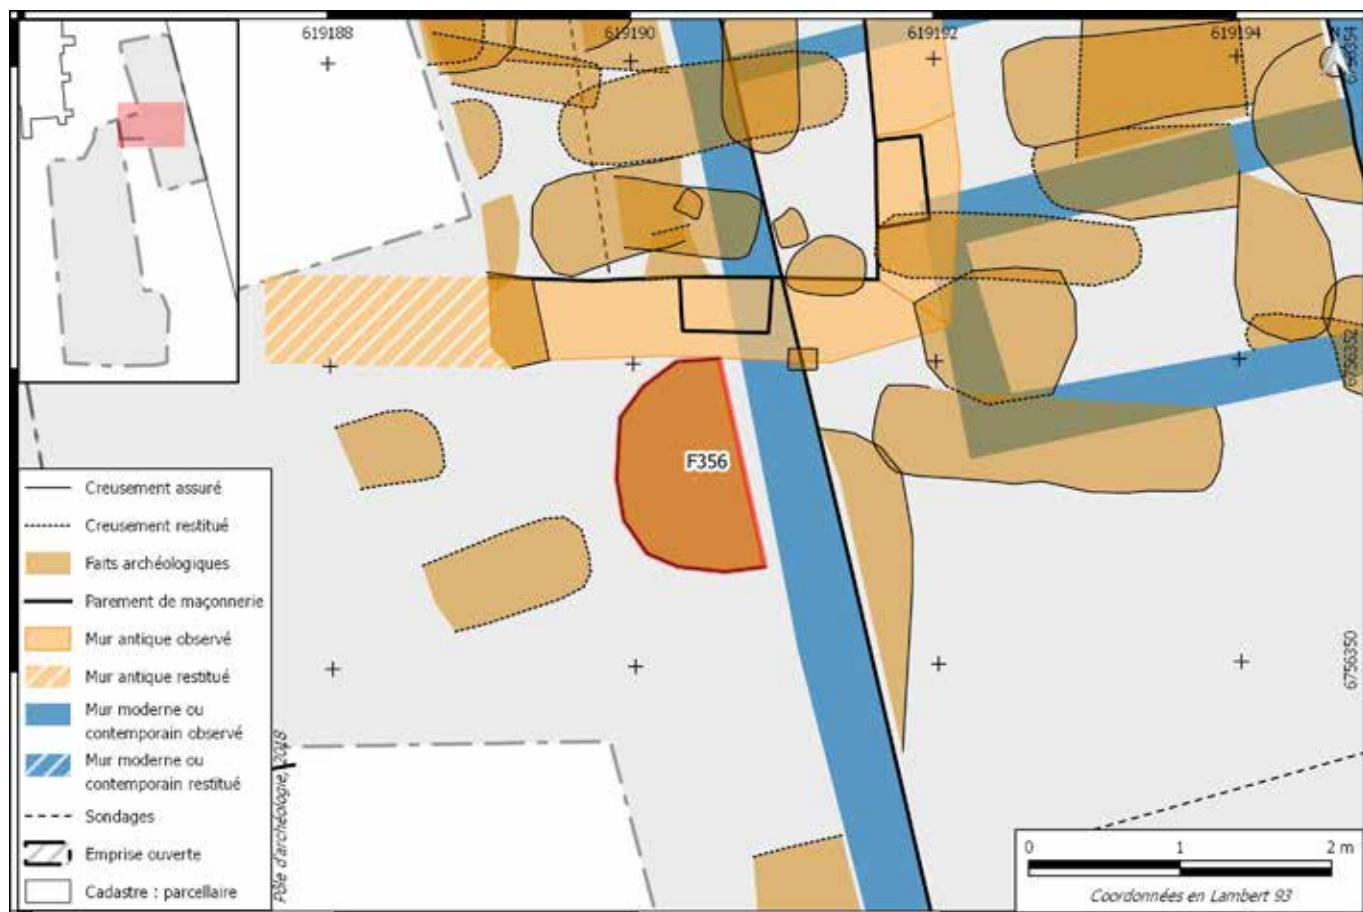 619188
619190
619192
619194
6756354
6756352
F356
6756350
Creusement assuré
Creusement restitué
Faits archéologiques
Parement de maçonnerie
Mur antique observé
Mur antique restitué
Mur moderne ou
contemporain observé
Mur moderne ou
contemporain restitué
Sondages
Emprise ouverte
Cadastre : parcellaire
Pôle d'archéologie, 2018
0 1 2 m
Coordonnées en Lambert 93